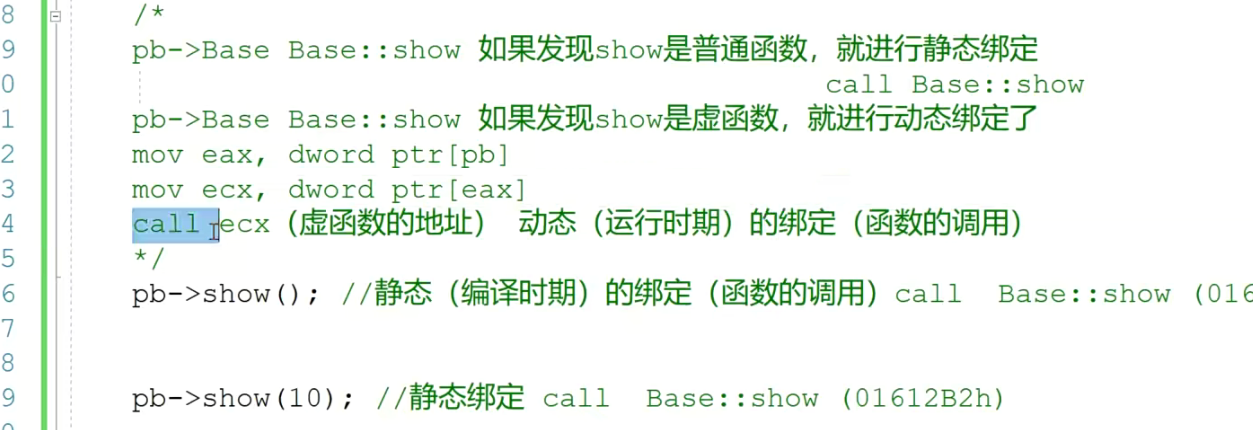 8 /*
9 pb->Base Base::show 如果发现show是普通函数，就进行静态绑定
0 call Base::show
1 pb->Base Base::show 如果发现show是虚函数，就进行动态绑定了
2 mov eax, dword ptr[pb]
3 mov ecx, dword ptr[eax]
4 call ecx（虚函数的地址） 动态（运行时期）的绑定（函数的调用）
5 */
6 pb->show(); //静态（编译时期）的绑定（函数的调用）call Base::show (016
7
8
9 pb->show(10); //静态绑定 call Base::show (01612B2h)